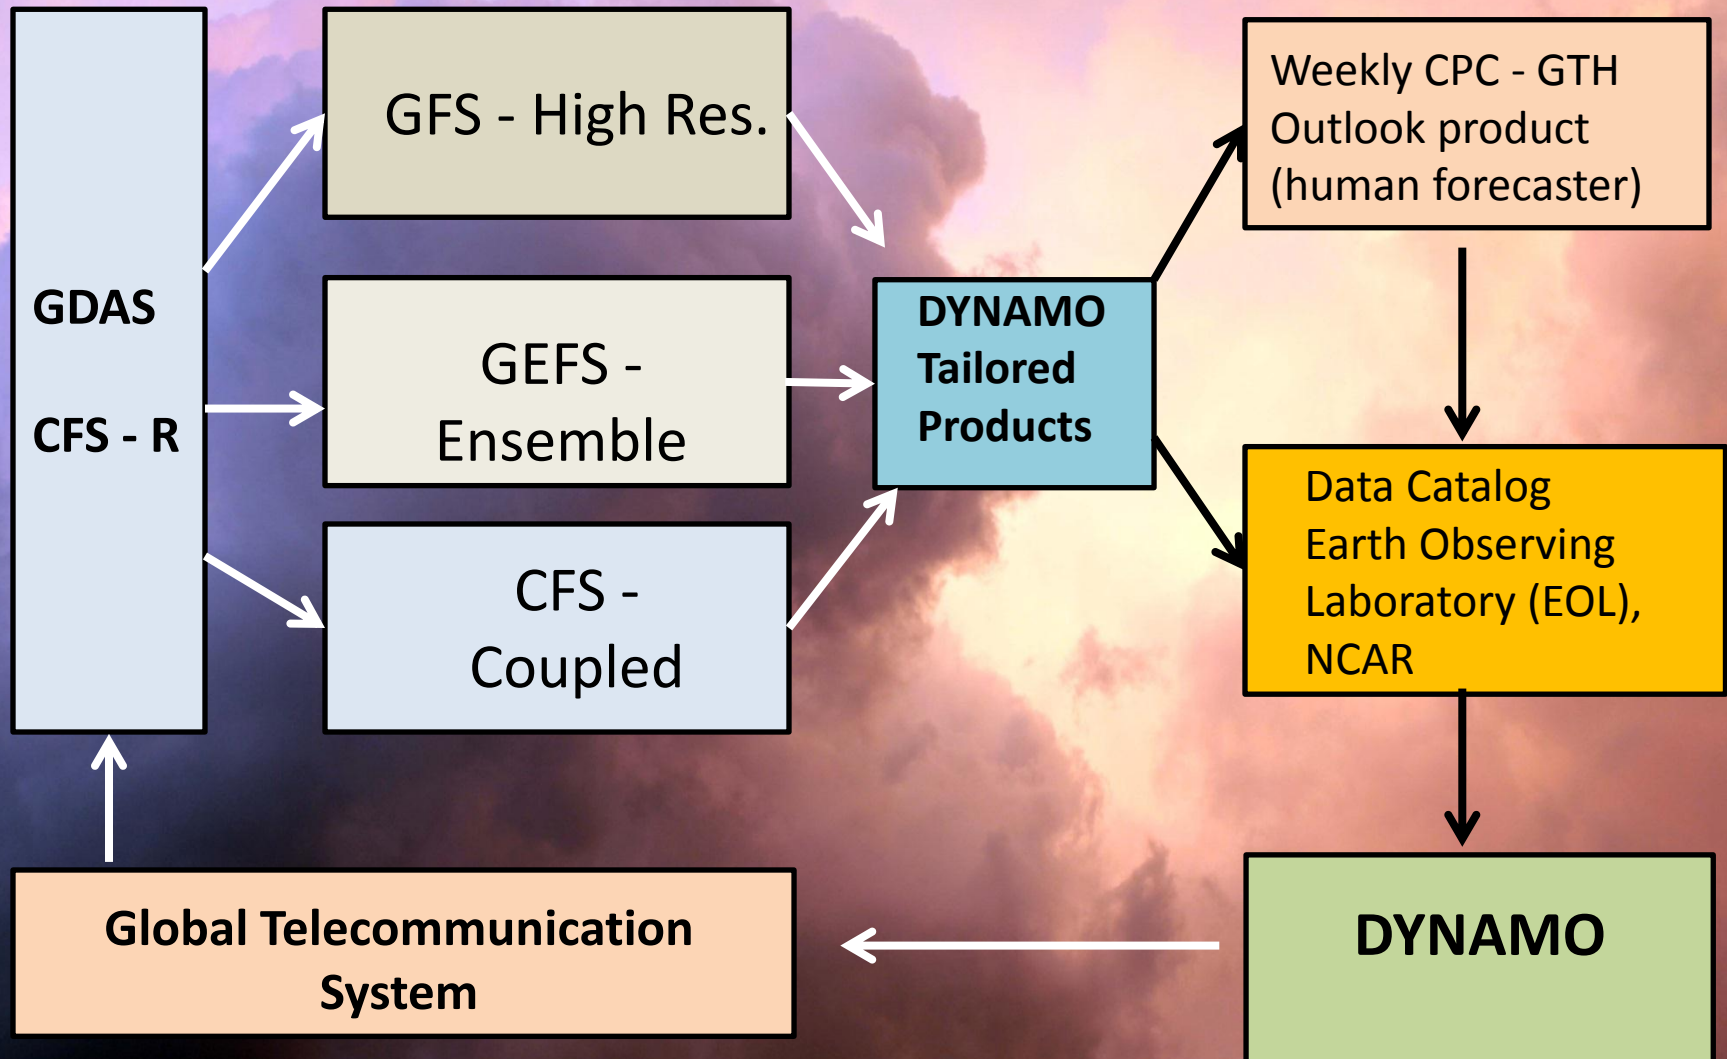 GDAS
CFS - R
GFS - High Res.
GEFS -
Ensemble
CFS -
Coupled
DYNAMO
Tailored
Products
Weekly CPC - GTH
Outlook product
(human forecaster)
Data Catalog
Earth Observing
Laboratory (EOL),
NCAR
Global Telecommunication
System
DYNAMO